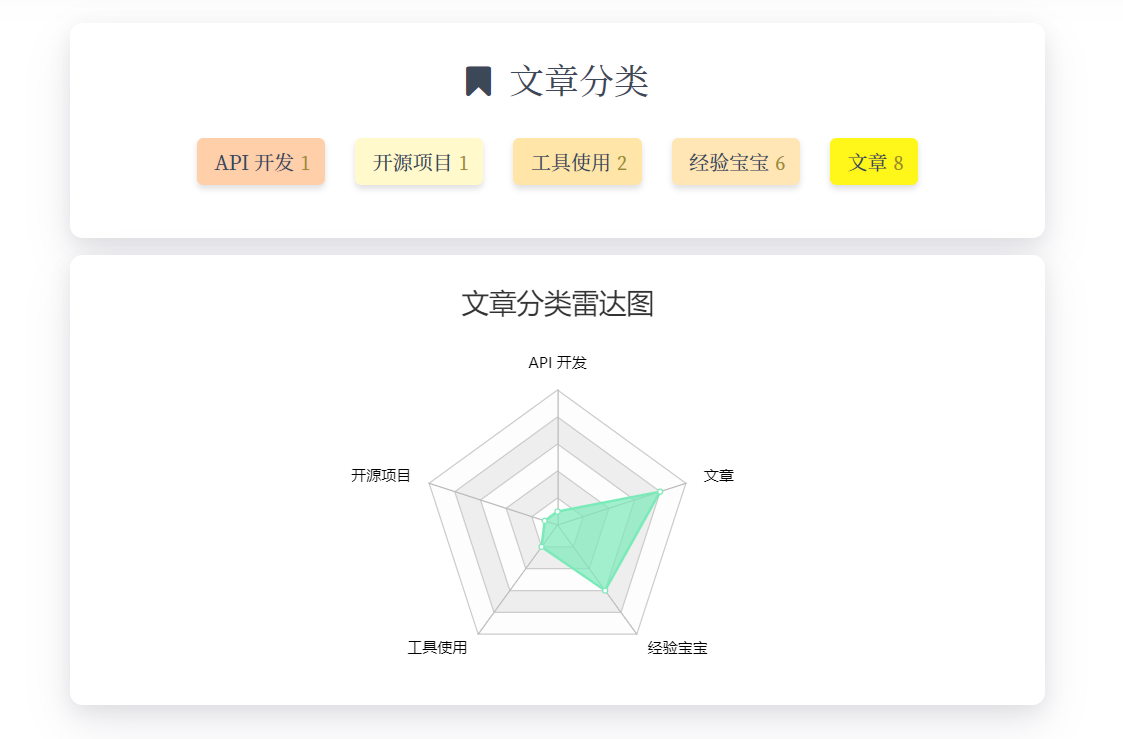 文章分类
API 开发 1 开源项目 1 工具使用 2 经验宝宝 6 文章 8
文章分类雷达图
API 开发
开源项目 文章
工具使用 经验宝宝